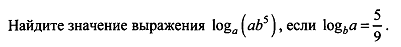 Найдите значение выражения log_a(ab^5), если log_b a = 5/9.